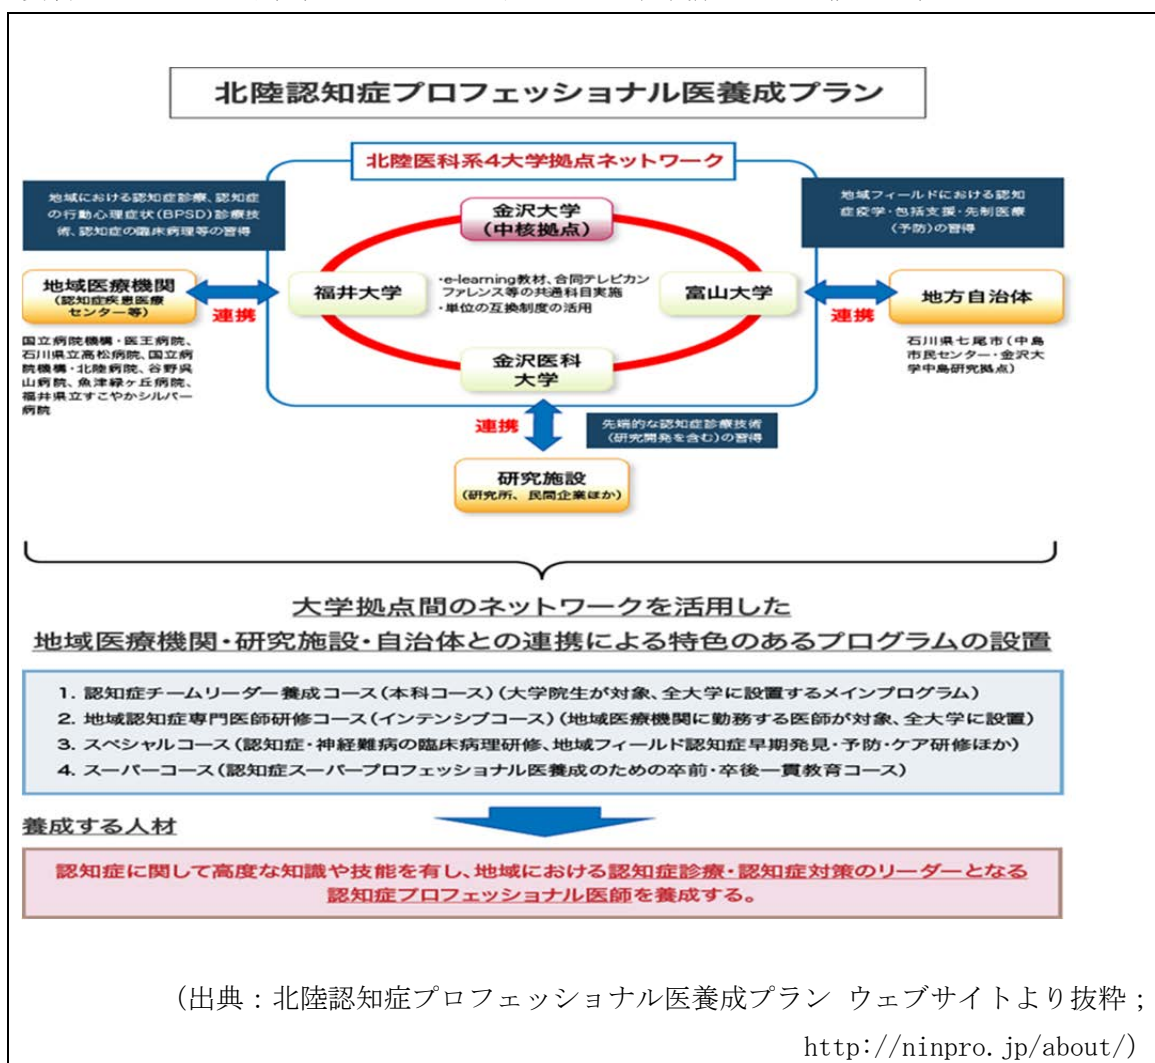 北陸認知症プロフェッショナル医養成プラン
北陸医科系4大学拠点ネットワーク
地域における認知症診療、認知症
の行動心理症状(BPSD)診療技
術、認知症の臨床病理等の習得
地域フィールドにおける認知
症疫学・包括支援・先制医療
(予防)の習得
金沢大学
(中核拠点)
地域医療機関
(認知症疾患医療
センター等)
連携
福井大学
・e-learning教材、合同テレビカン
ファレンス等の共通科目実施
・単位の互換制度の活用
富山大学
連携
地方自治体
国立病院機構・医王病院、
石川県立高松病院、国立病
院機構・北陸病院、谷野呉
山病院、魚津緑ヶ丘病院、
福井県立すこやかシルバー
病院
石川県七尾市(中島
市民センター・金沢大
学中島研究拠点)
金沢医科
大学
連携
先端的な認知症診療技術
(研究開発を含む)の習得
研究施設
(研究所、民間企業ほか)
大学拠点間のネットワークを活用した
地域医療機関・研究施設・自治体との連携による特色のあるプログラムの設置
1. 認知症チームリーダー養成コース(本科コース)(大学院生が対象、全大学に設置するメインプログラム)
2. 地域認知症専門医師研修コース(インテンシブコース)(地域医療機関に勤務する医師が対象、全大学に設置)
3. スペシャルコース(認知症・神経難病の臨床病理研修、地域フィールド認知症早期発見・予防・ケア研修ほか)
4. スーパーコース(認知症スーパープロフェッショナル医養成のための卒前・卒後一貫教育コース)
養成する人材
認知症に関して高度な知識や技能を有し、地域における認知症診療・認知症対策のリーダーとなる
認知症プロフェッショナル医師を養成する。
(出典:北陸認知症プロフェッショナル医養成プラン ウェブサイトより抜粋;
http://ninpro.jp/about/)